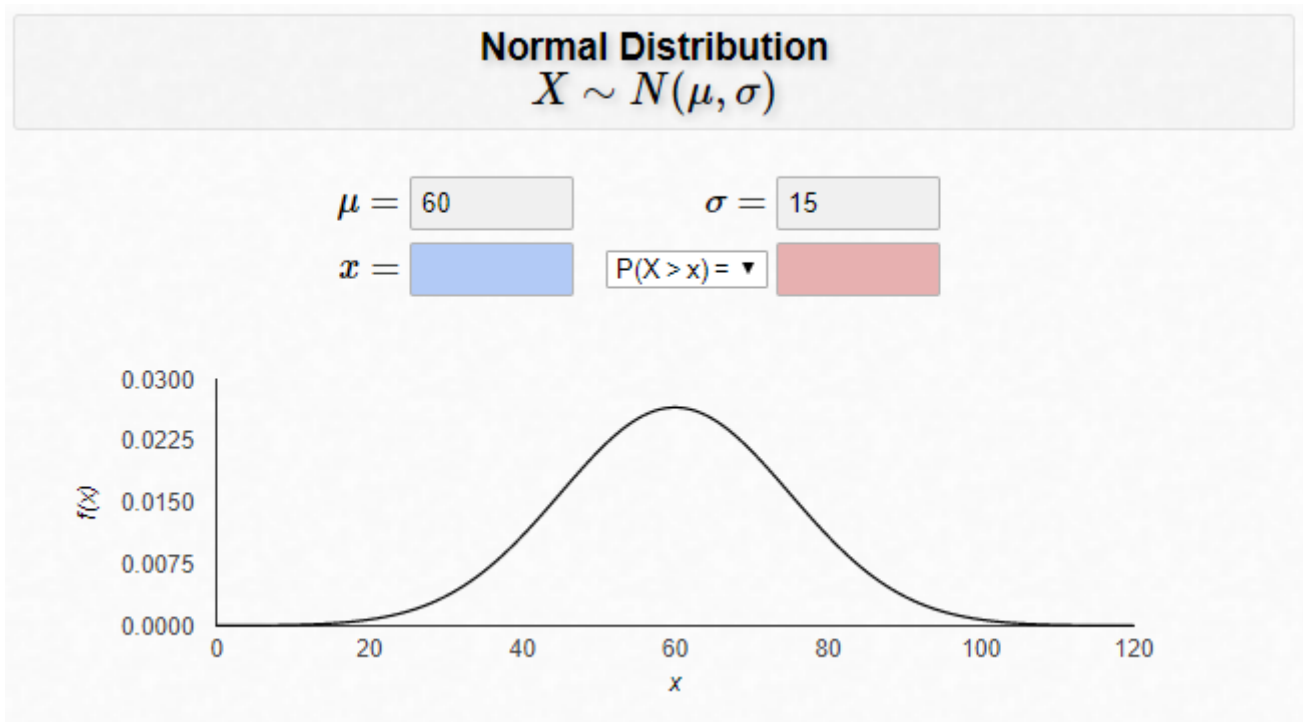 Normal Distribution
X ∼ N(μ, σ)
μ = 60 σ = 15
x = P(X > x) = ▼
0.0300
0.0225
0.0150
0.0075
0.0000
f(x)
0 20 40 60 80 100 120
x